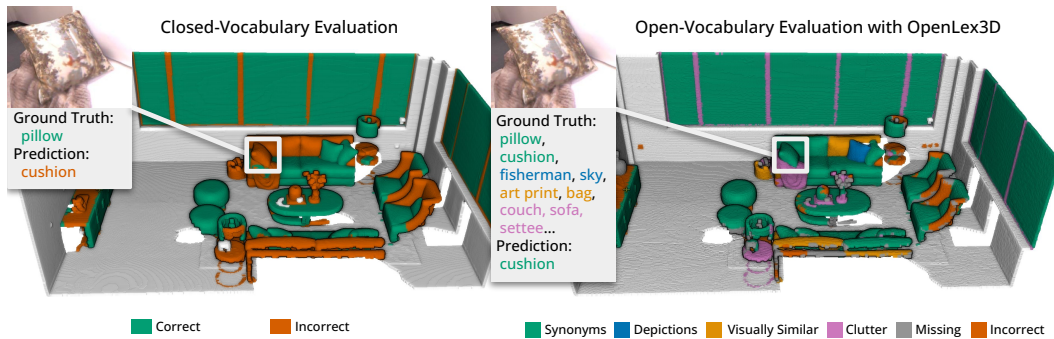 Closed-Vocabulary Evaluation
Ground Truth:
pillow
Prediction:
cushion
Correct
Incorrect
Open-Vocabulary Evaluation with OpenLex3D
Ground Truth:
pillow,
cushion,
fisherman, sky,
art print, bag,
couch, sofa,
settee...
Prediction:
cushion
Synonyms
Depictions
Visually Similar
Clutter
Missing
Incorrect